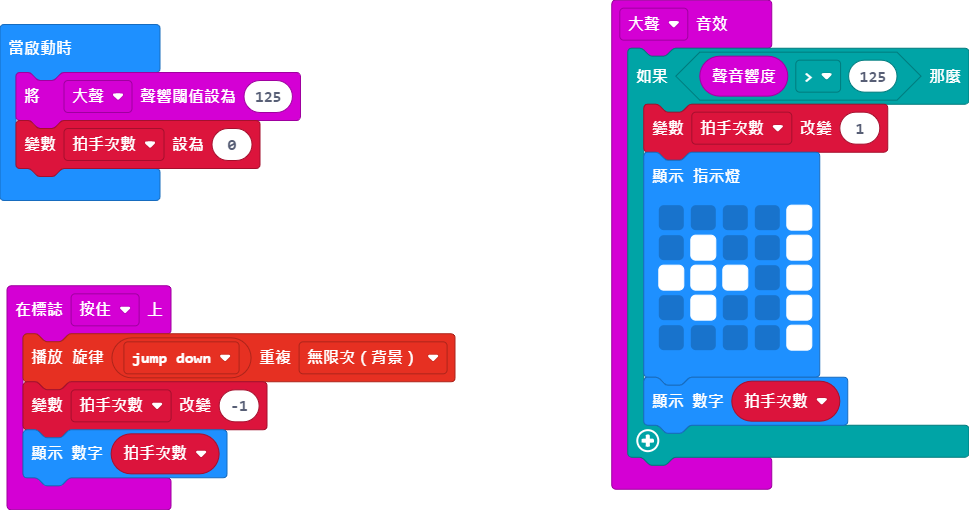 當啟動時
將 大聲 聲響閾值設為 125
變數 拍手次數 設為 0
在標誌 按住 上
播放 旋律 jump down 重複 無限次（背景）
變數 拍手次數 改變 -1
顯示 數字 拍手次數
大聲 音效
如果 聲音響度 > 125 那麼
變數 拍手次數 改變 1
顯示 指示燈
顯示 數字 拍手次數